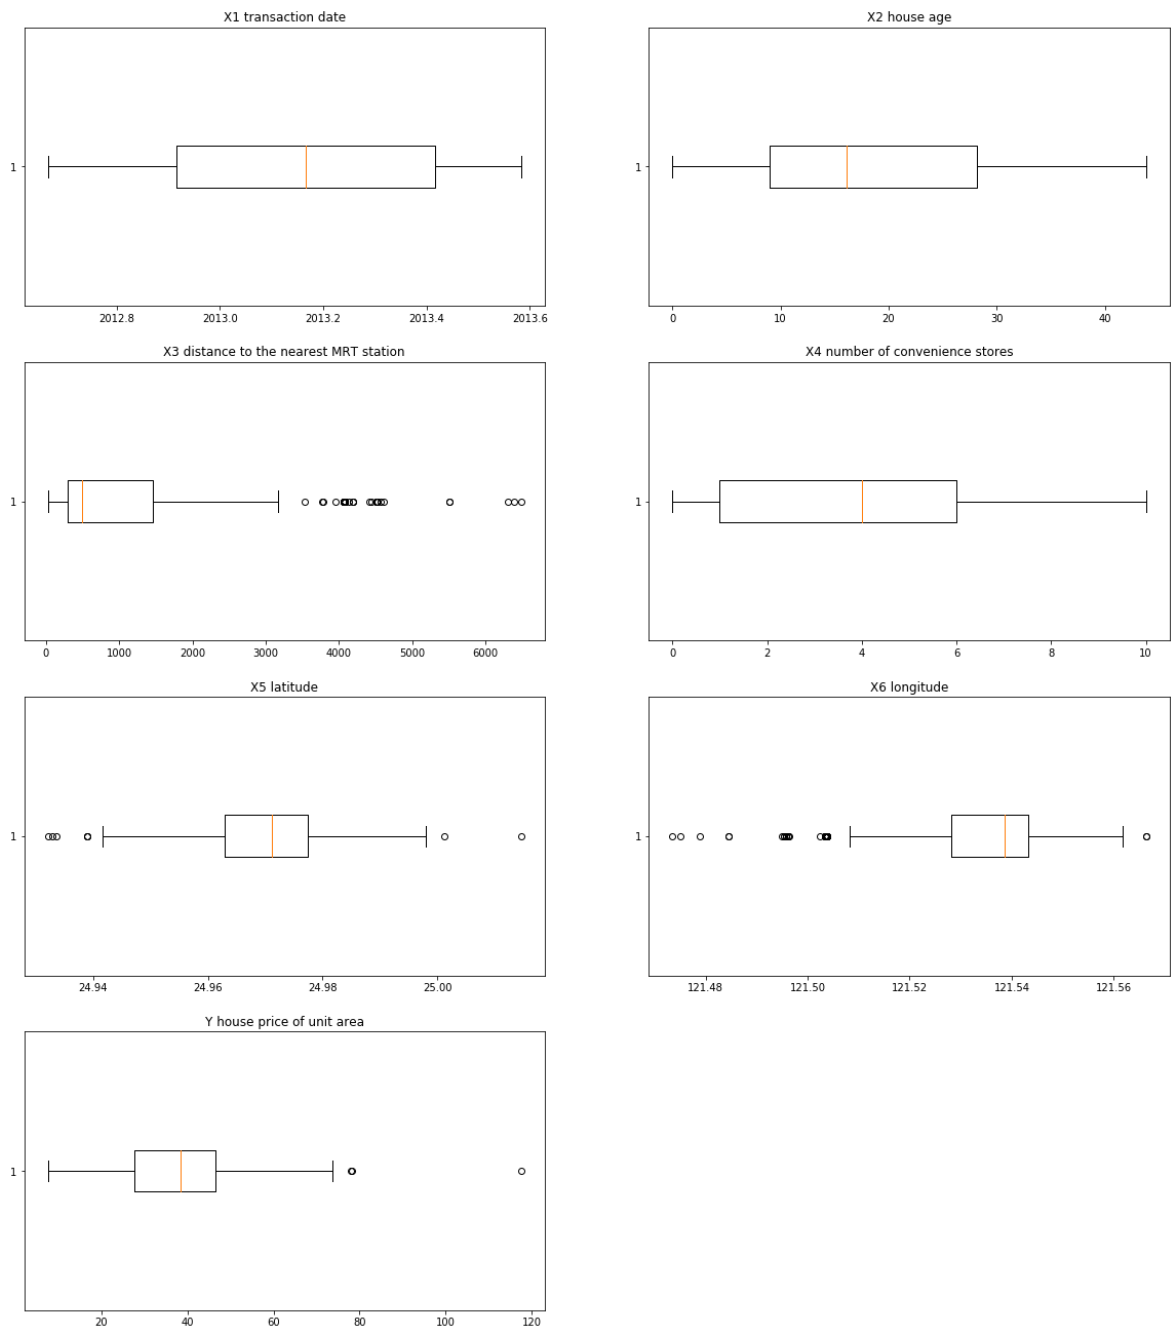 X1 transaction date
1
2012.8 2013.0 2013.2 2013.4 2013.6
X2 house age
1
0 10 20 30 40
X3 distance to the nearest MRT station
1
0 1000 2000 3000 4000 5000 6000
X4 number of convenience stores
1
0 2 4 6 8 10
X5 latitude
1
24.94 24.96 24.98 25.00
X6 longitude
1
121.48 121.50 121.52 121.54 121.56
Y house price of unit area
1
20 40 60 80 100 120